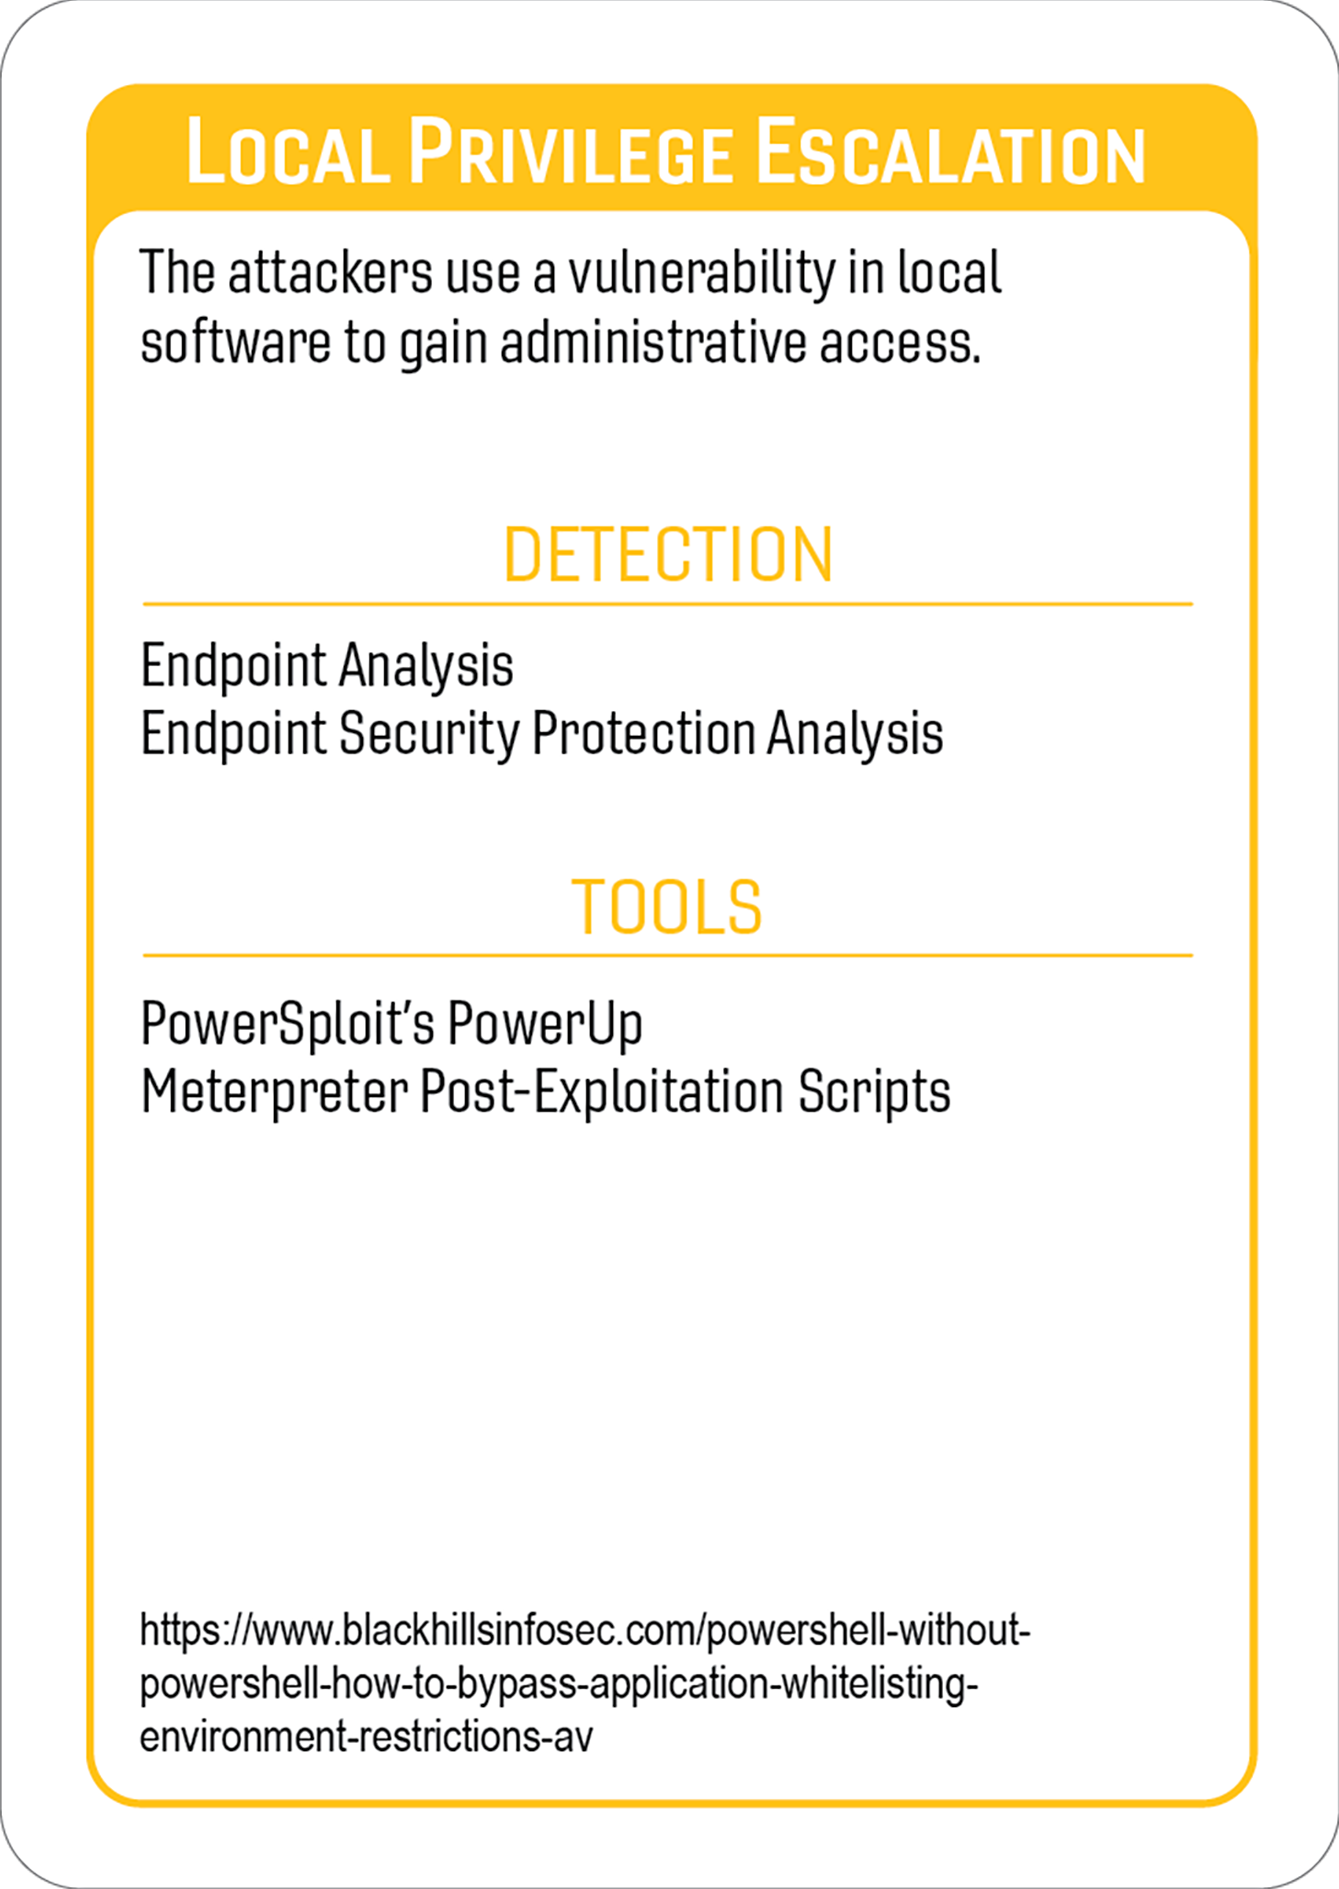 LOCAL PRIVILEGE ESCALATION
The attackers use a vulnerability in local
software to gain administrative access.
DETECTION
Endpoint Analysis
Endpoint Security Protection Analysis
TOOLS
PowerSploit's PowerUp
Meterpreter Post-Exploitation Scripts
https://www.blackhillsinfosec.com/powershell-without-
powershell-how-to-bypass-application-whitelisting-
environment-restrictions-av